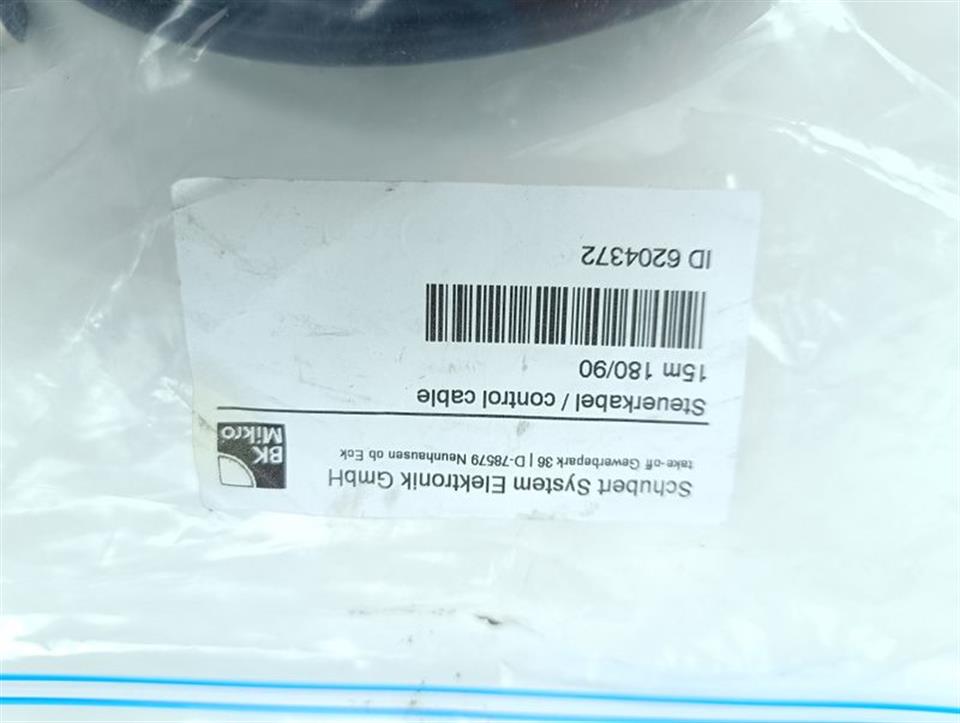 Schubert System Elektronik GmbH
take-off Gewerbepark 36 | D-78579 Neunhausen ob Eck
BK
Mikro
Steuerkabel / control cable
15m 180/90
ID 6204372